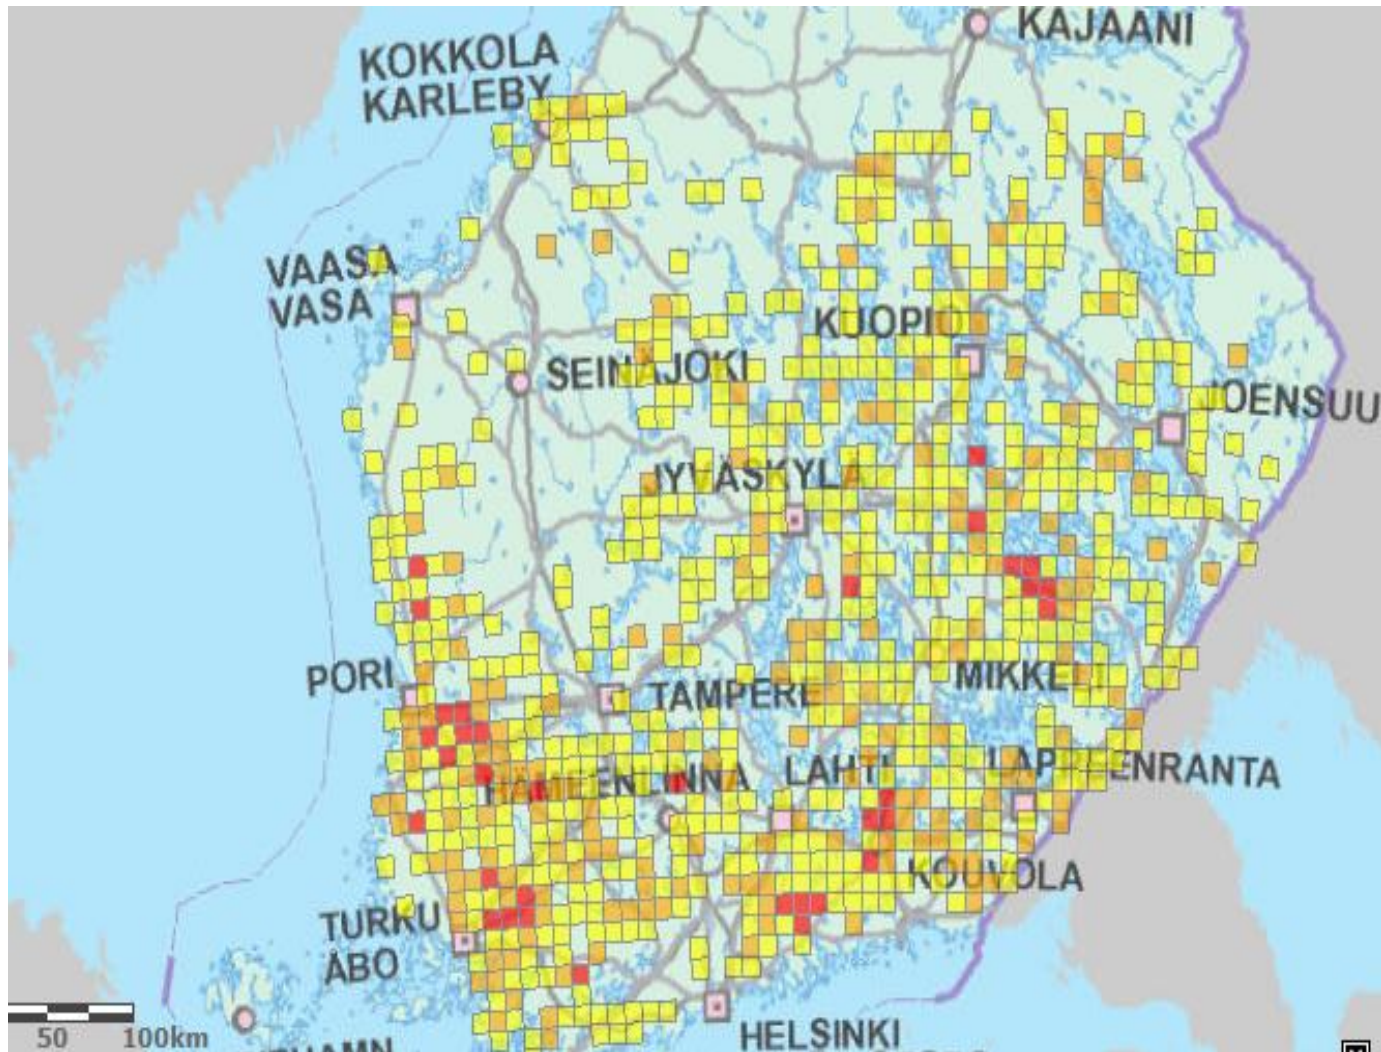 KAJAANI
KOKKOLA
KARLEBY
VAASA
VASA
KUOPIO
SEINÄJOKI
JOENSUU
JYVÄSKYLÄ
PORI
TAMPERE
MIKKELI
HÄMEENLINNA
LAHTI
LAPPEENRANTA
KOUVOLA
TURKU
ÅBO
50 100km
HELSINKI